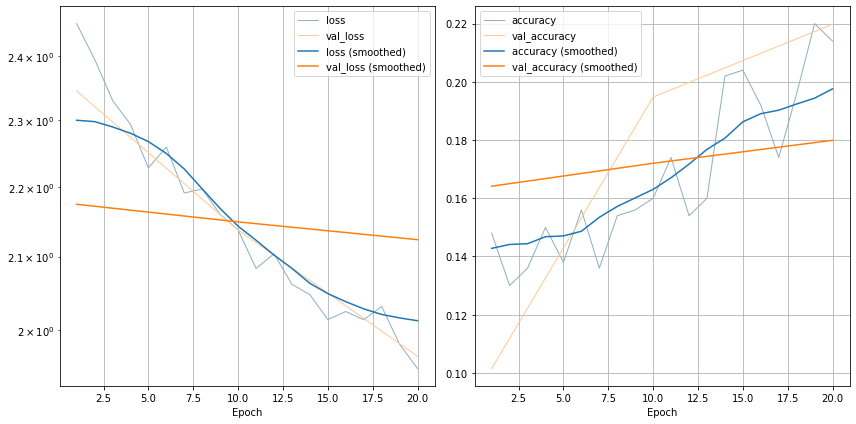 loss
val_loss
loss (smoothed)
val_loss (smoothed)
2.4 × 10⁰
2.3 × 10⁰
2.2 × 10⁰
2.1 × 10⁰
2 × 10⁰
2.5 5.0 7.5 10.0 12.5 15.0 17.5 20.0
Epoch
accuracy
val_accuracy
accuracy (smoothed)
val_accuracy (smoothed)
0.22
0.20
0.18
0.16
0.14
0.12
0.10
2.5 5.0 7.5 10.0 12.5 15.0 17.5 20.0
Epoch